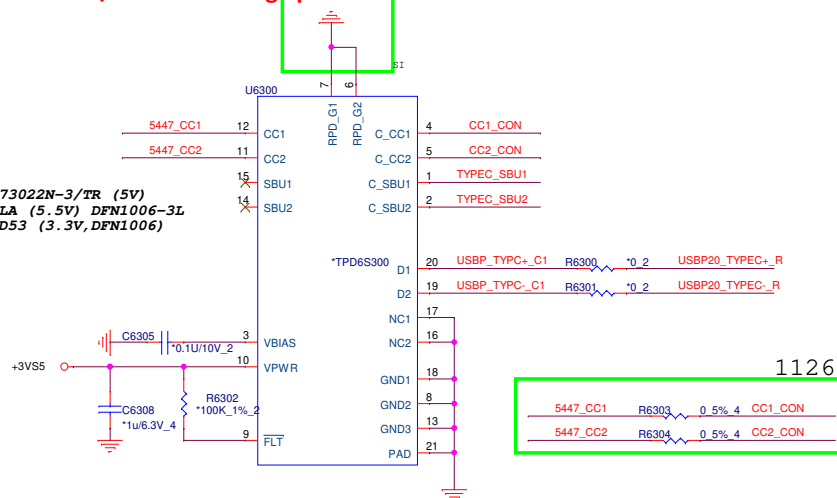 SI
U6300
7
6
RPD_G1
RPD_G2
5447_CC1
12
CC1
C_CC1
4
CC1_CON
5447_CC2
11
CC2
C_CC2
5
CC2_CON
15
SBU1
C_SBU1
1
TYPEC_SBU1
14
SBU2
C_SBU2
2
TYPEC_SBU2
73022N-3/TR (5V)
LA (5.5V) DFN1006-3L
D53 (3.3V,DFN1006)
*TPD6S300
D1
20
USBP_TYPC+_C1
R6300
*0_2
USBP20_TYPEC+_R
D2
19
USBP_TYPC-_C1
R6301
*0_2
USBP20_TYPEC-_R
NC1
17
NC2
16
C6305
*0.1U/10V_2
3
VBIAS
+3VS5
10
VPWR
GND1
18
GND2
8
GND3
13
PAD
21
C6308
*1u/6.3V_4
R6302
*100K_1%_2
9
FLT
1126
5447_CC1
R6303
0_5%_4
CC1_CON
5447_CC2
R6304
0_5%_4
CC2_CON